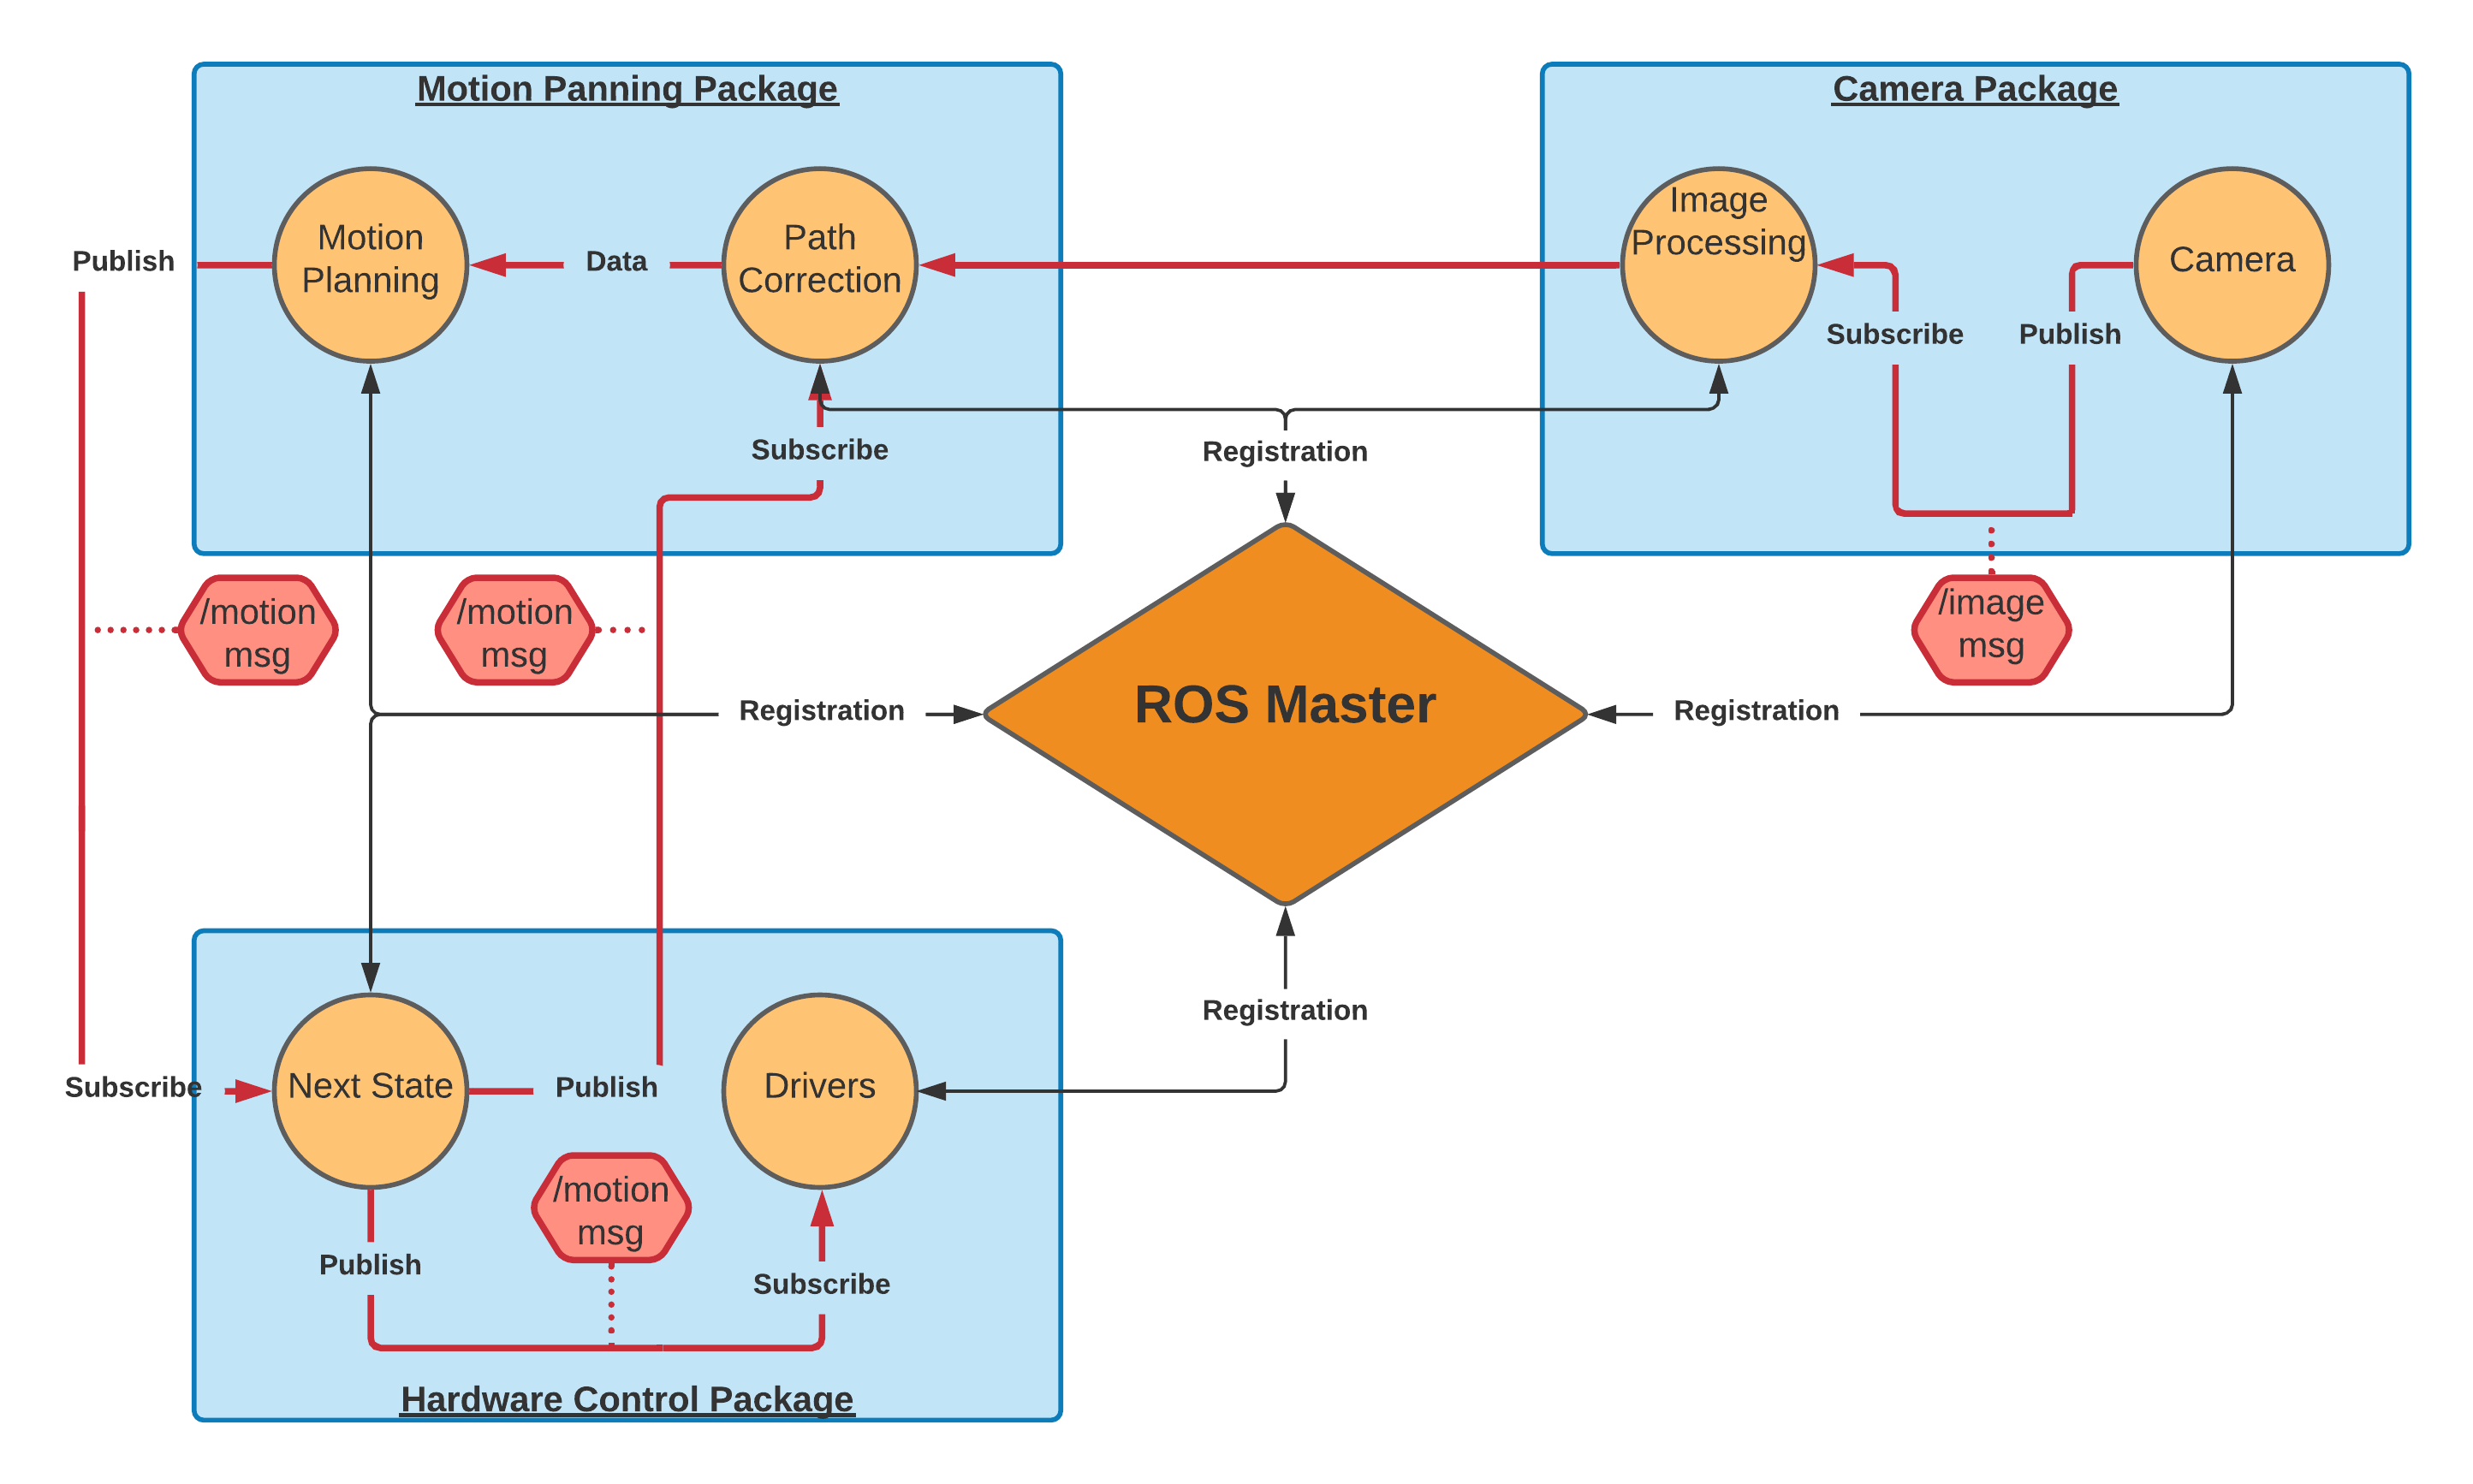 Motion Panning Package
Camera Package
Motion
Planning
Path
Correction
Image
Processing
Camera
Publish
Data
Subscribe
Publish
Subscribe
Registration
/motion
msg
/motion
msg
/image
msg
Registration
ROS Master
Registration
Registration
Subscribe
Next State
Publish
Drivers
/motion
msg
Publish
Subscribe
Hardware Control Package